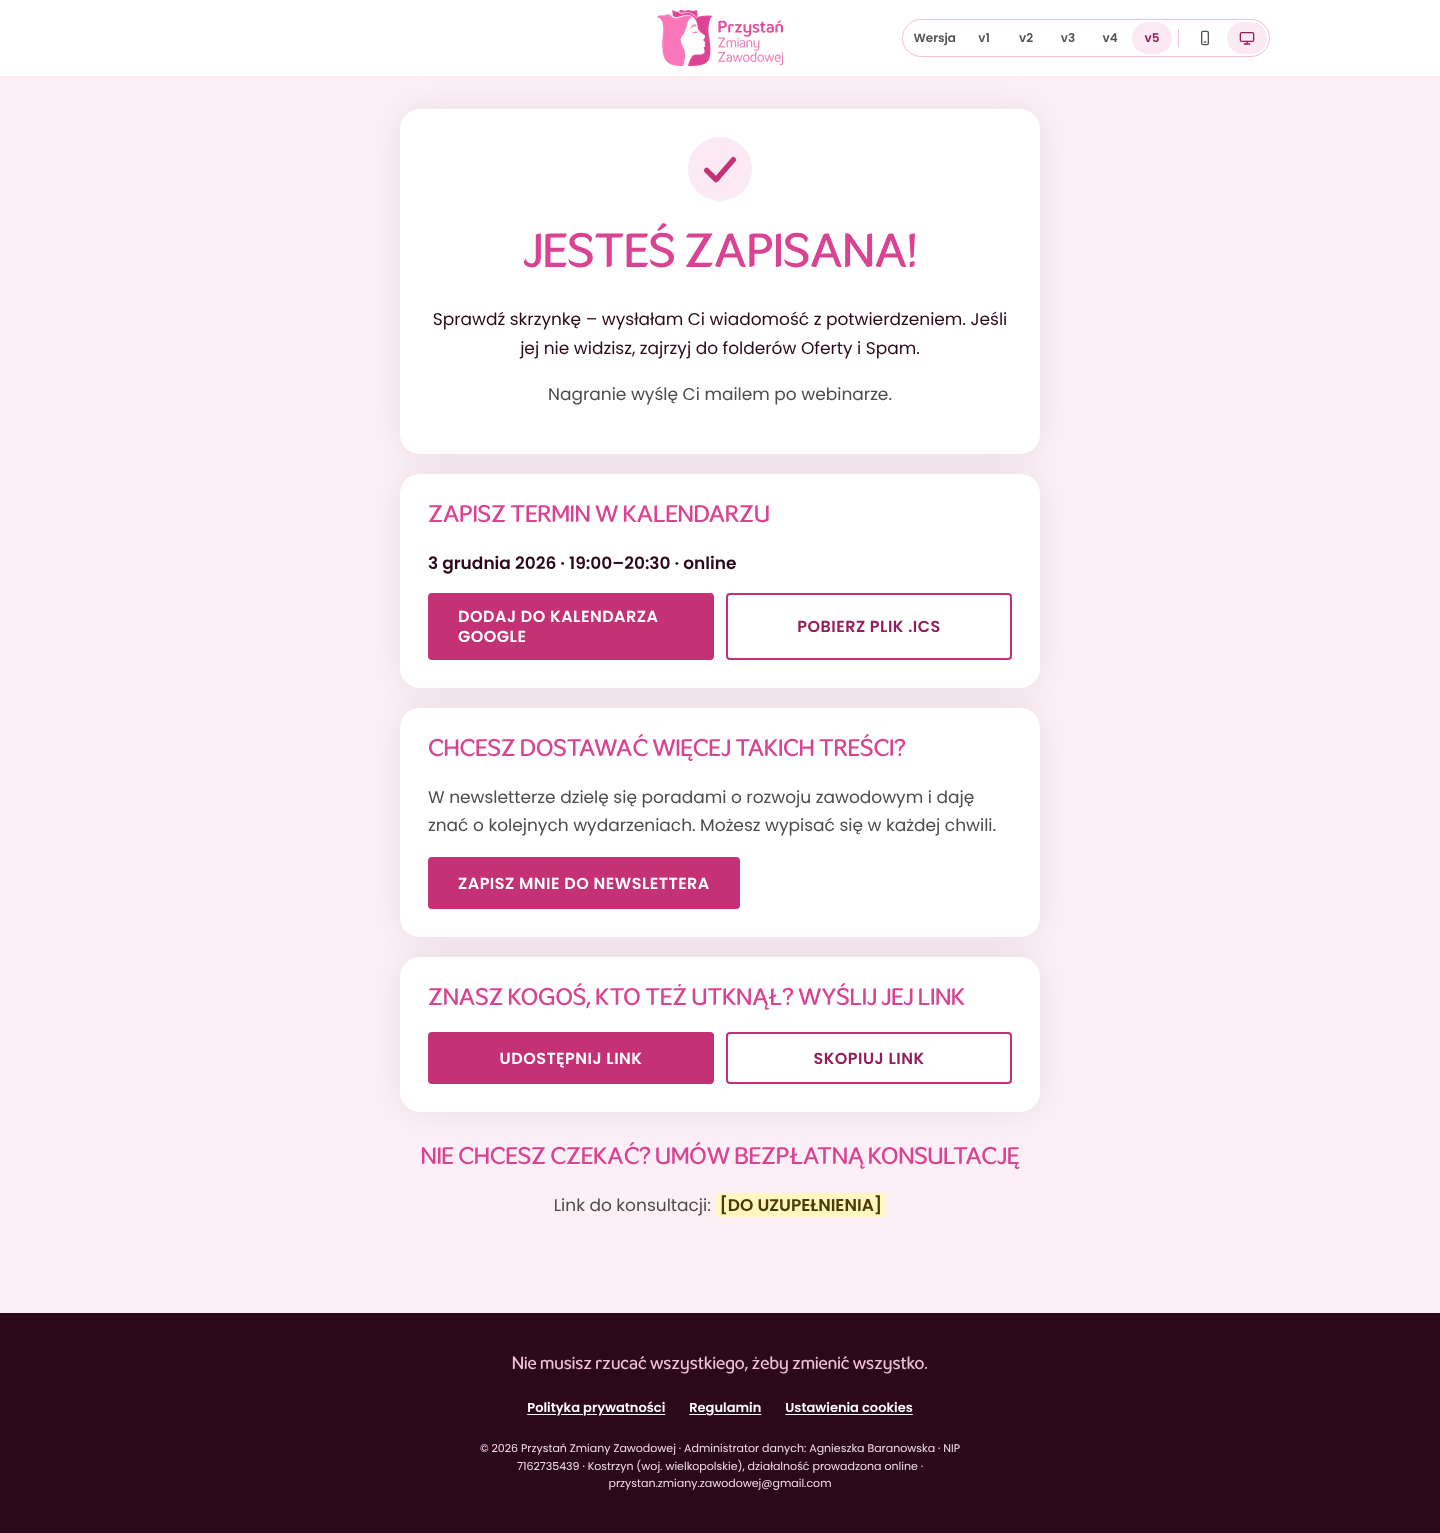 Przystań
Zmiany
Zawodowej
Wersja v1 v2 v3 v4 v5
JESTEŚ ZAPISANA!
Sprawdź skrzynkę – wysłałam Ci wiadomość z potwierdzeniem. Jeśli
jej nie widzisz, zajrzyj do folderów Oferty i Spam.
Nagranie wyślę Ci mailem po webinarze.
ZAPISZ TERMIN W KALENDARZU
3 grudnia 2026 · 19:00–20:30 · online
DODAJ DO KALENDARZA
GOOGLE
POBIERZ PLIK .ICS
CHCESZ DOSTAWAĆ WIĘCEJ TAKICH TREŚCI?
W newsletterze dzielę się poradami o rozwoju zawodowym i daję
znać o kolejnych wydarzeniach. Możesz wypisać się w każdej chwili.
ZAPISZ MNIE DO NEWSLETTERA
ZNASZ KOGOŚ, KTO TEŻ UTKNĄŁ? WYŚLIJ JEJ LINK
UDOSTĘPNIJ LINK
SKOPIUJ LINK
NIE CHCESZ CZEKAĆ? UMÓW BEZPŁATNĄ KONSULTACJĘ
Link do konsultacji: [DO UZUPEŁNIENIA]
Nie musisz rzucać wszystkiego, żeby zmienić wszystko.
Polityka prywatności Regulamin Ustawienia cookies
© 2026 Przystań Zmiany Zawodowej · Administrator danych: Agnieszka Baranowska · NIP
7162735439 · Kostrzyn (woj. wielkopolskie), działalność prowadzona online ·
przystan.zmiany.zawodowej@gmail.com